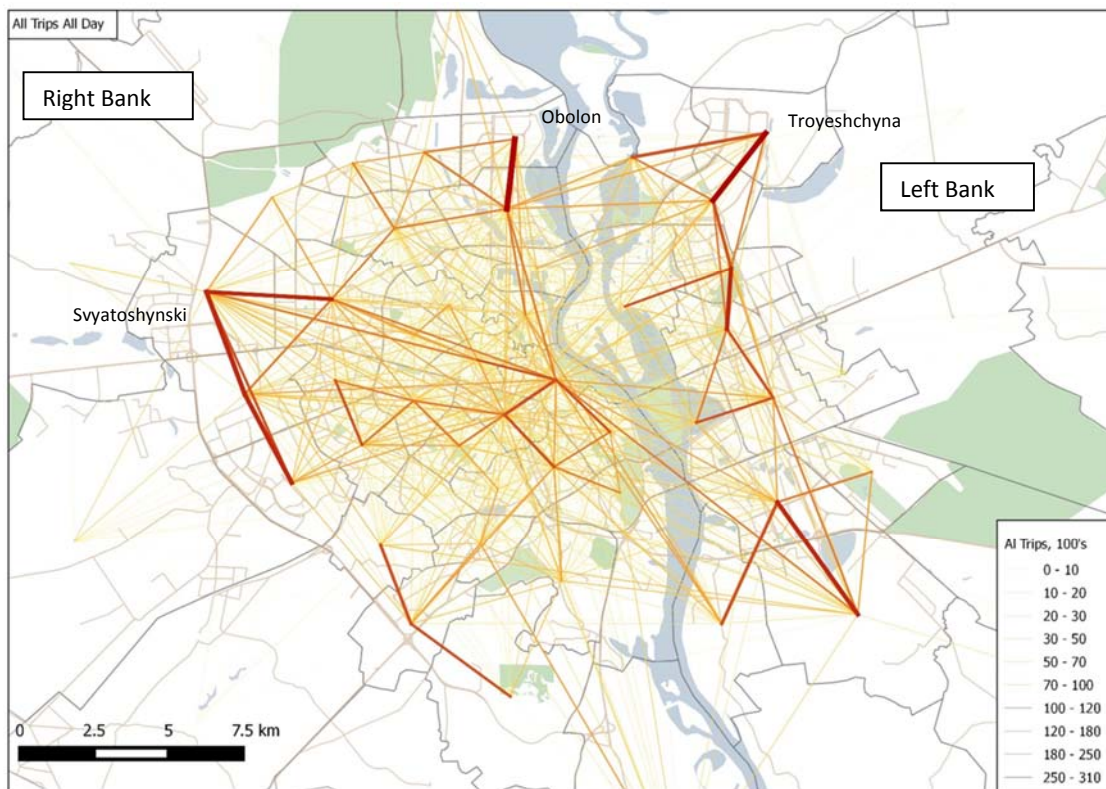 All Trips All Day
Right Bank
Obolon
Troyeshchyna
Left Bank
Svyatoshynski
Al Trips, 100's
0 - 10
10 - 20
20 - 30
30 - 50
50 - 70
70 - 100
100 - 120
120 - 180
180 - 250
250 - 310
0 2.5 5 7.5 km